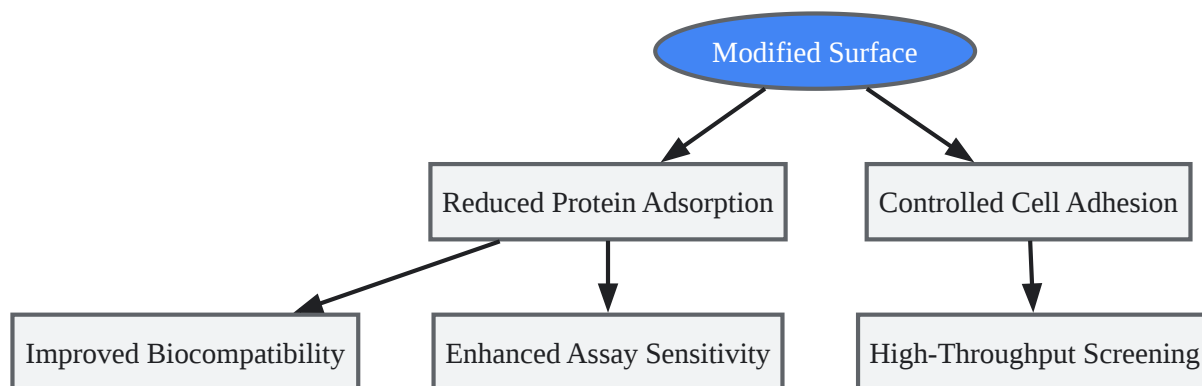 Modified Surface
Reduced Protein Adsorption
Controlled Cell Adhesion
Improved Biocompatibility
Enhanced Assay Sensitivity
High-Throughput Screening